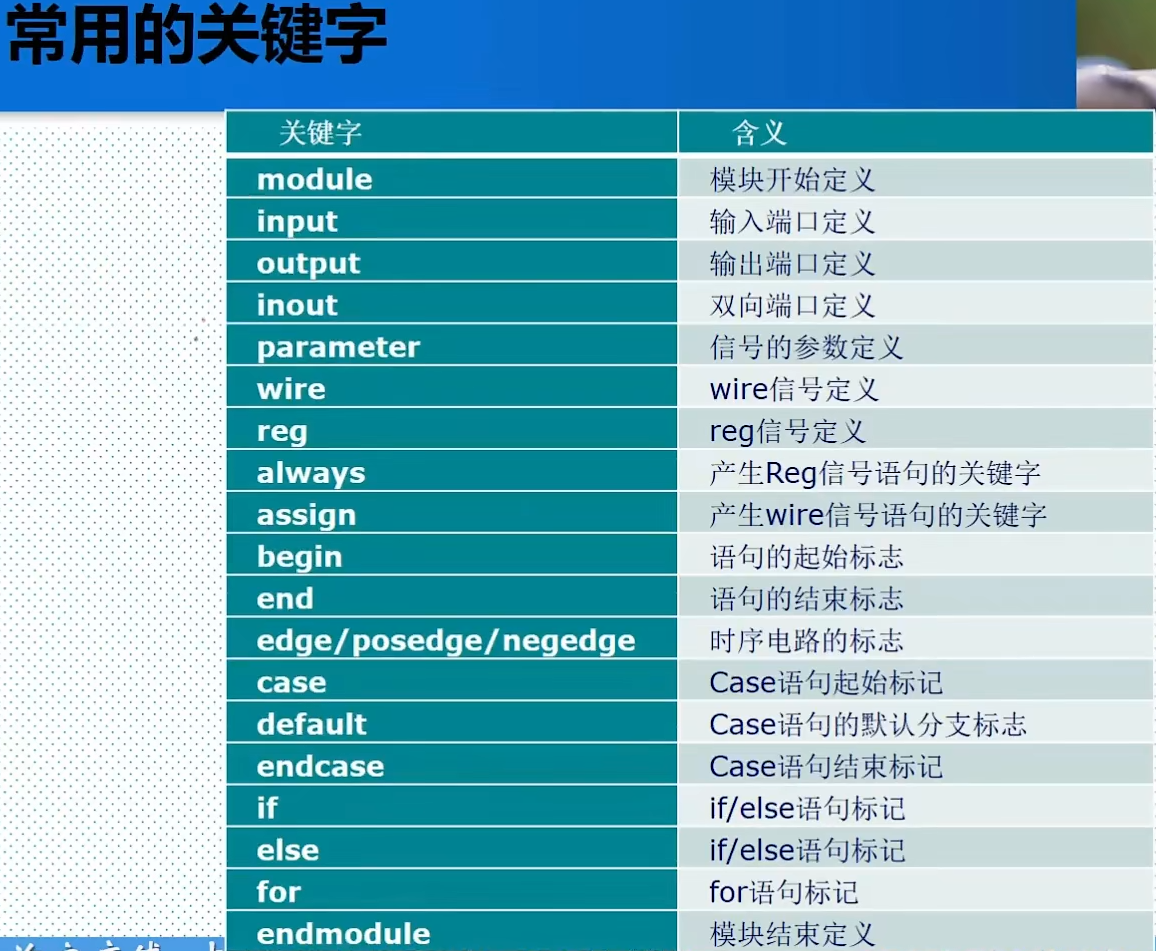 常用的关键字
关键字 含义
module 模块开始定义
input 输入端口定义
output 输出端口定义
inout 双向端口定义
parameter 信号的参数定义
wire wire信号定义
reg reg信号定义
always 产生Reg信号语句的关键字
assign 产生wire信号语句的关键字
begin 语句的起始标志
end 语句的结束标志
edge/posedge/negedge 时序电路的标志
case Case语句起始标记
default Case语句的默认分支标志
endcase Case语句结束标记
if if/else语句标记
else if/else语句标记
for for语句标记
endmodule 模块结束定义